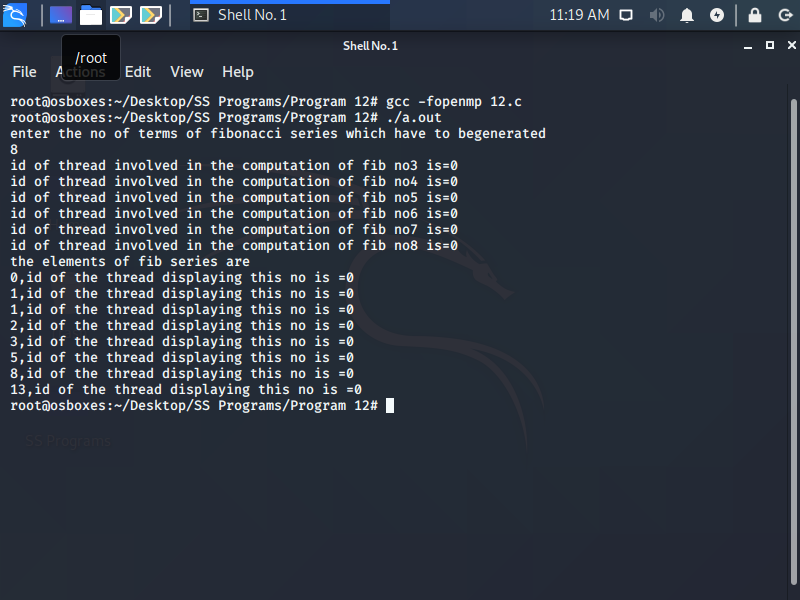 Shell No. 1
11:19 AM
Shell No. 1
/root
File Actions Edit View Help
root@osboxes:~/Desktop/SS Programs/Program 12# gcc -fopenmp 12.c
root@osboxes:~/Desktop/SS Programs/Program 12# ./a.out
enter the no of terms of fibonacci series which have to begenerated
8
id of thread involved in the computation of fib no3 is=0
id of thread involved in the computation of fib no4 is=0
id of thread involved in the computation of fib no5 is=0
id of thread involved in the computation of fib no6 is=0
id of thread involved in the computation of fib no7 is=0
id of thread involved in the computation of fib no8 is=0
the elements of fib series are
0,id of the thread displaying this no is =0
1,id of the thread displaying this no is =0
1,id of the thread displaying this no is =0
2,id of the thread displaying this no is =0
3,id of the thread displaying this no is =0
5,id of the thread displaying this no is =0
8,id of the thread displaying this no is =0
13,id of the thread displaying this no is =0
root@osboxes:~/Desktop/SS Programs/Program 12#
SS Programs